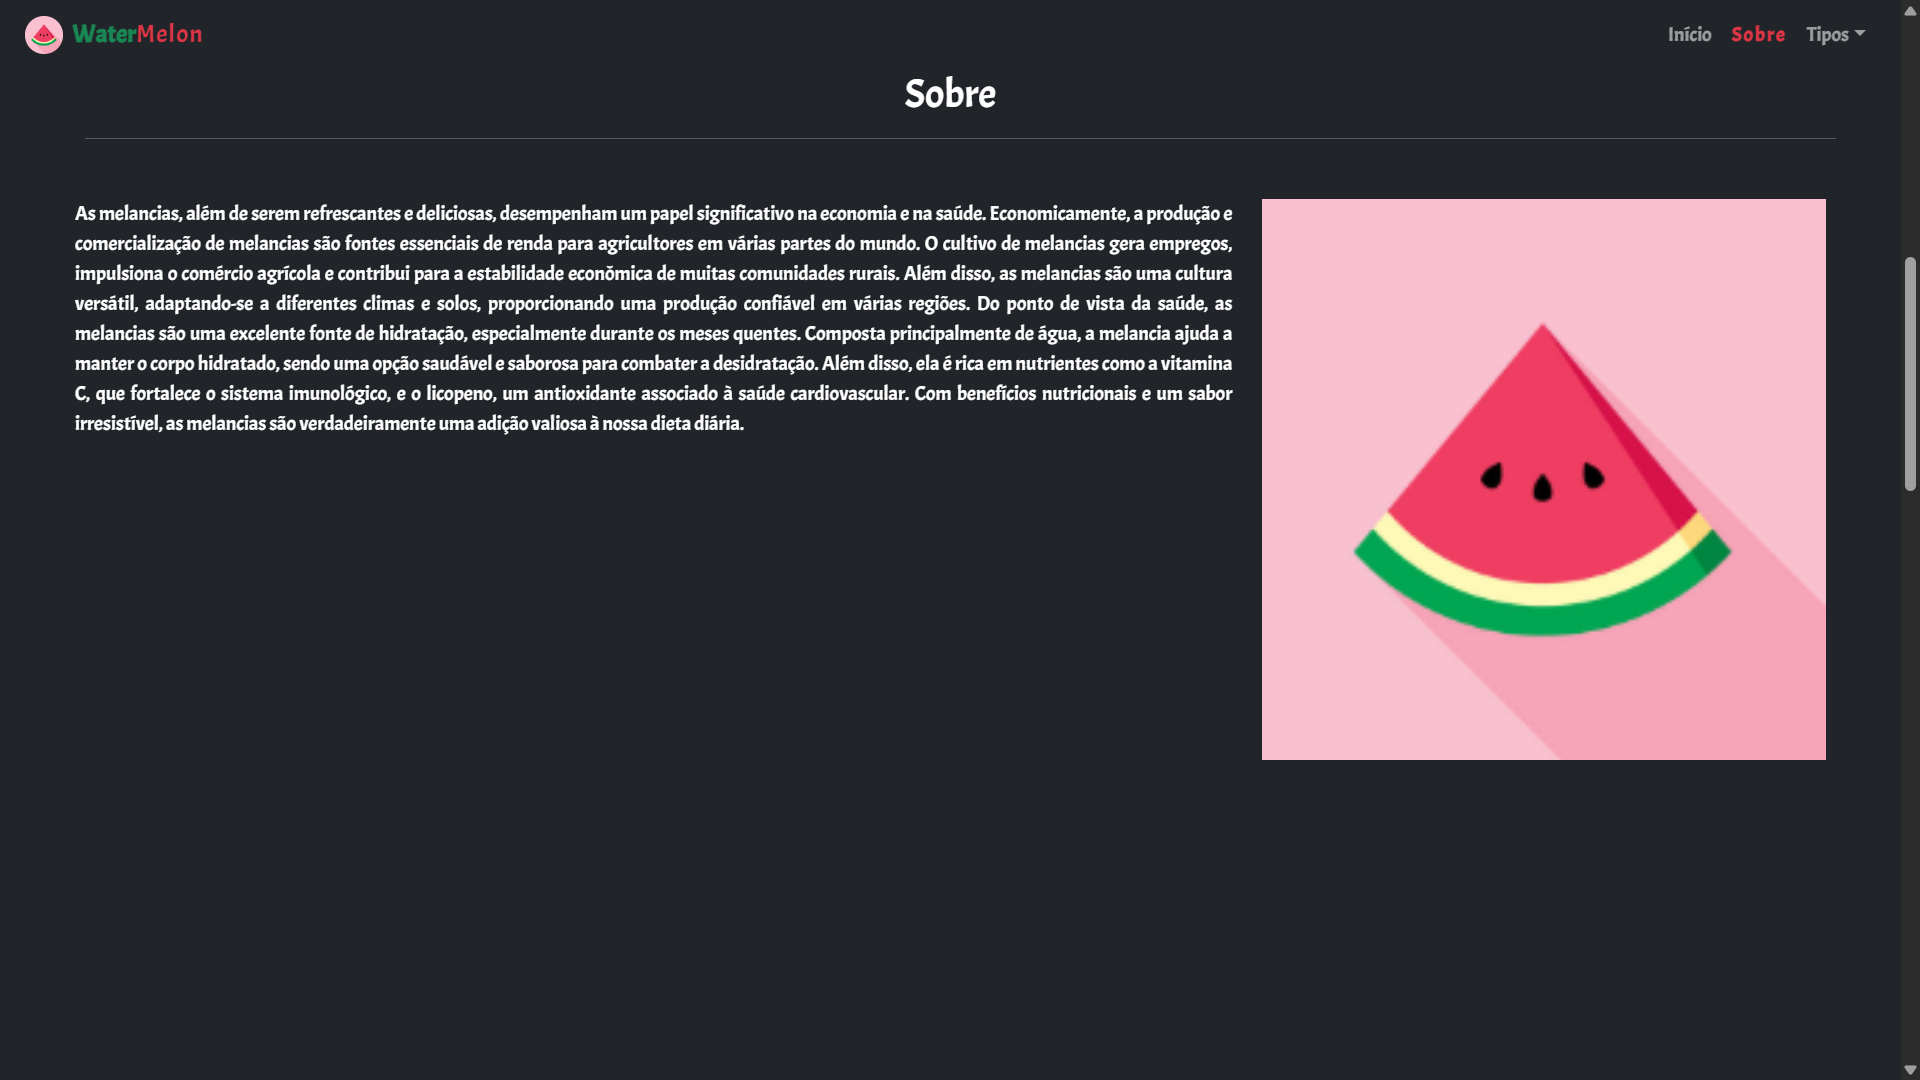 WaterMelon
Início
Sobre
Tipos
Sobre
As melancias, além de serem refrescantes e deliciosas, desempenham um papel significativo na economia e na saúde. Economicamente, a produção e
comercialização de melancias são fontes essenciais de renda para agricultores em várias partes do mundo. O cultivo de melancias gera empregos,
impulsiona o comércio agrícola e contribui para a estabilidade econômica de muitas comunidades rurais. Além disso, as melancias são uma cultura
versátil, adaptando-se a diferentes climas e solos, proporcionando uma produção confiável em várias regiões. Do ponto de vista da saúde, as
melancias são uma excelente fonte de hidratação, especialmente durante os meses quentes. Composta principalmente de água, a melancia ajuda a
manter o corpo hidratado, sendo uma opção saudável e saborosa para combater a desidratação. Além disso, ela é rica em nutrientes como a vitamina
C, que fortalece o sistema imunológico, e o licopeno, um antioxidante associado à saúde cardiovascular. Com benefícios nutricionais e um sabor
irresistível, as melancias são verdadeiramente uma adição valiosa à nossa dieta diária.